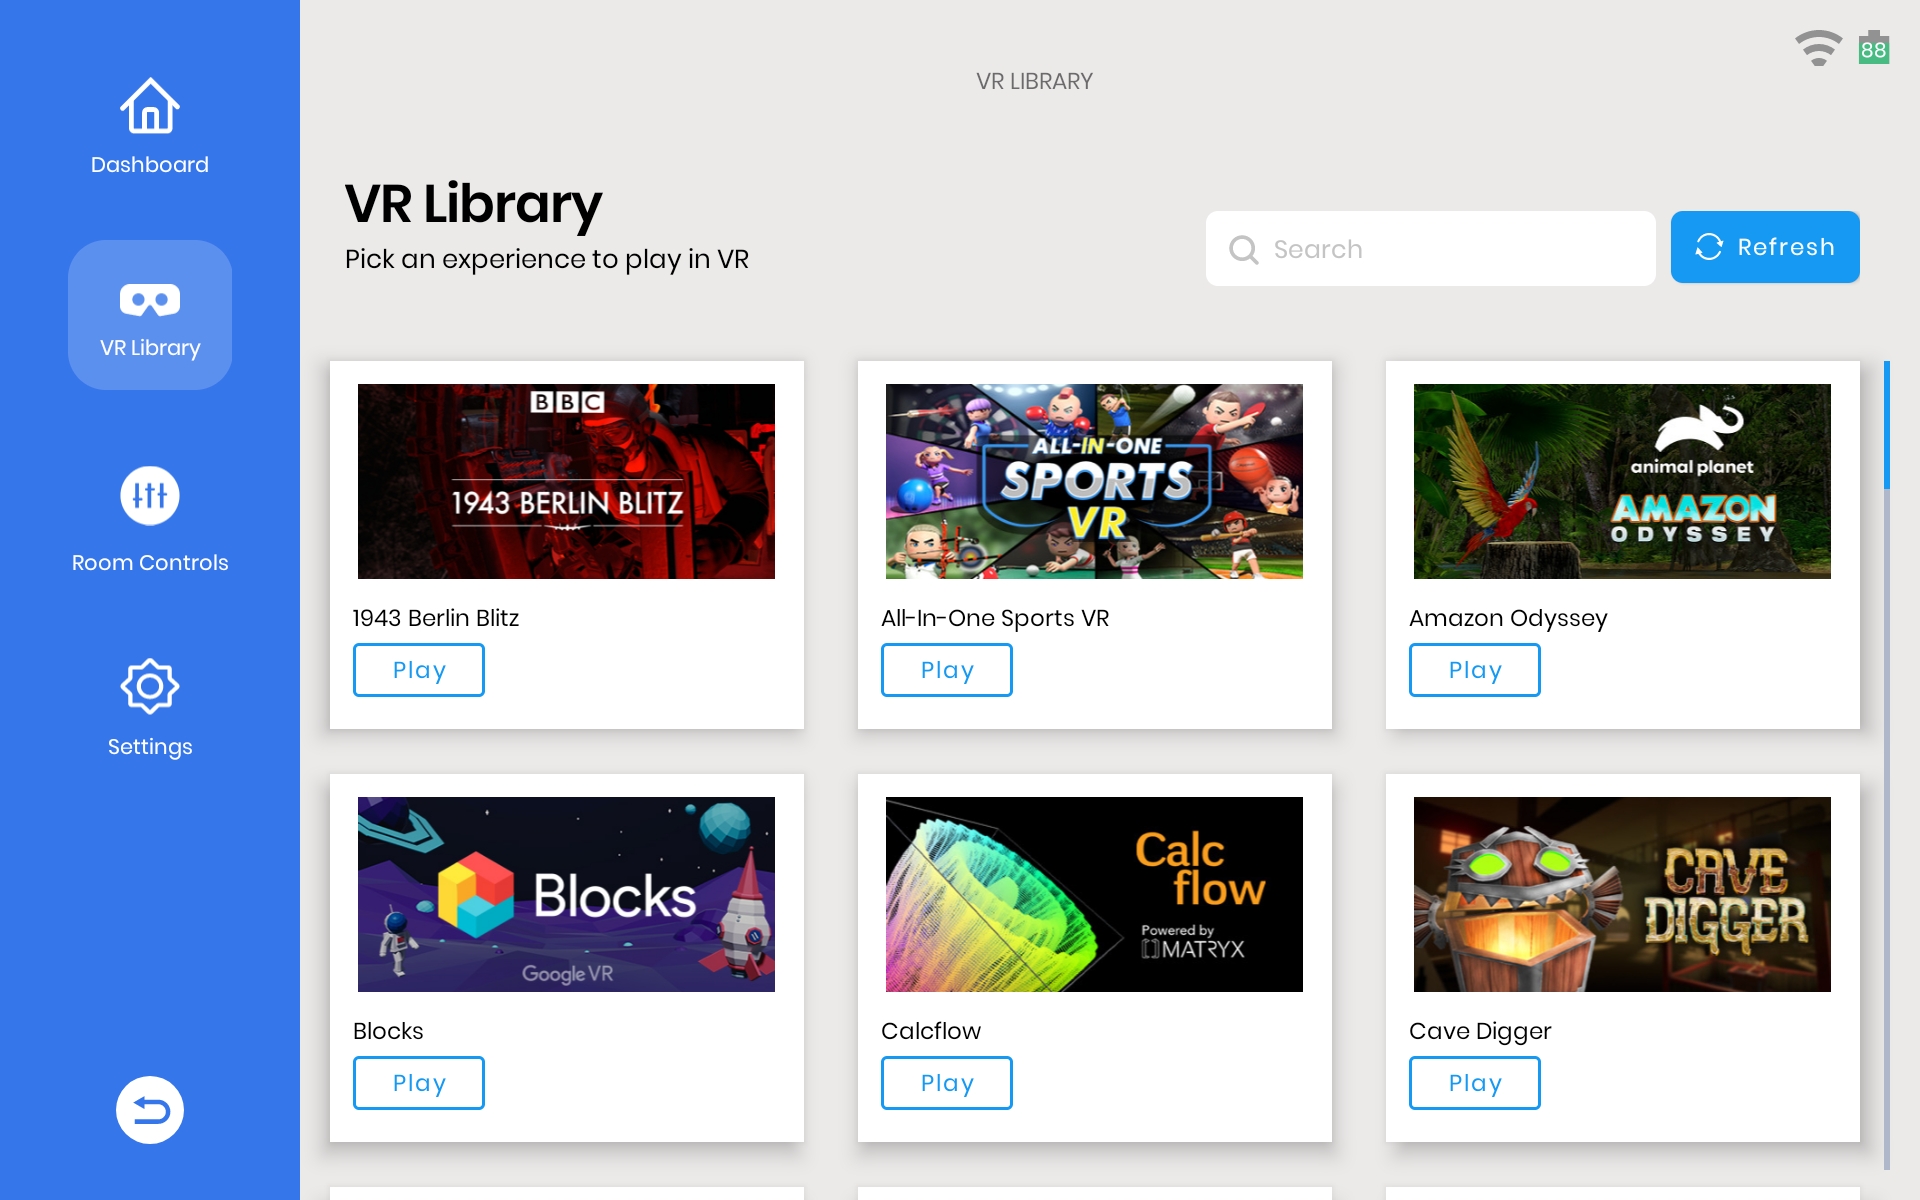 88
VR LIBRARY
Dashboard
VR Library
Room Controls
Settings
VR Library
Pick an experience to play in VR
Search
Refresh
BBC
1943 BERLIN BLITZ
1943 Berlin Blitz
Play
ALL-IN-ONE
SPORTS
VR
All-In-One Sports VR
Play
animal planet
AMAZON
ODYSSEY
Amazon Odyssey
Play
Blocks
Google VR
Blocks
Play
Calc
flow
Powered by
MATRYX
Calcflow
Play
CAVE
DIGGER
Cave Digger
Play